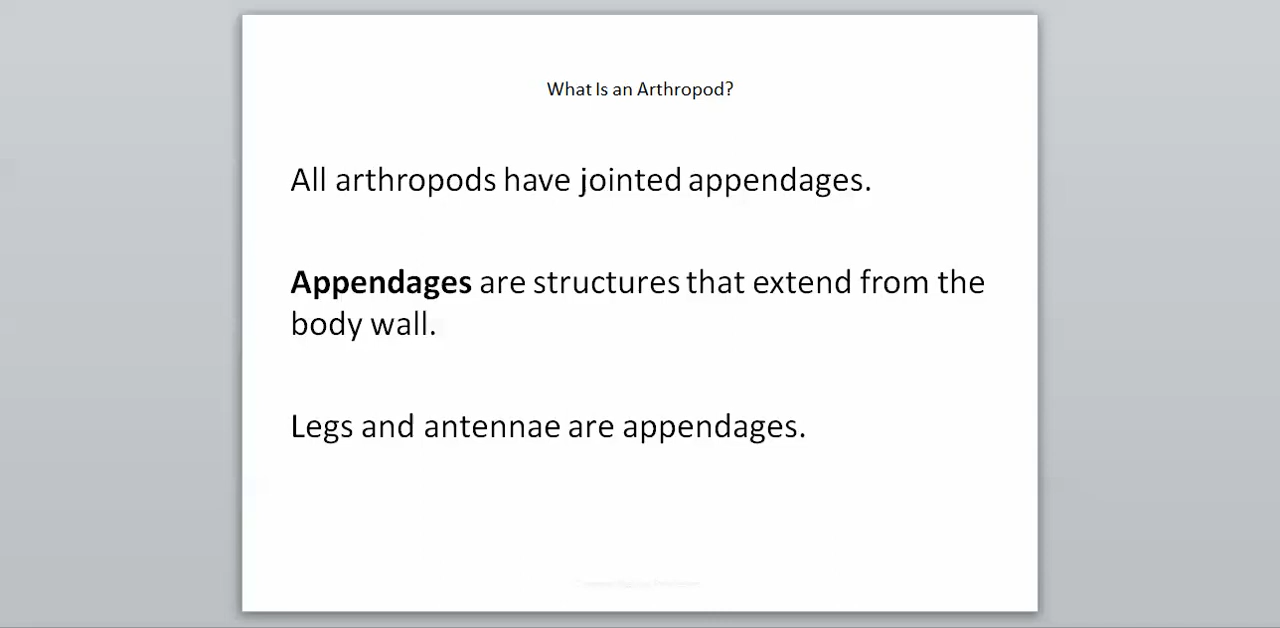 What Is an Arthropod?
All arthropods have jointed appendages.
Appendages are structures that extend from the
body wall.
Legs and antennae are appendages.